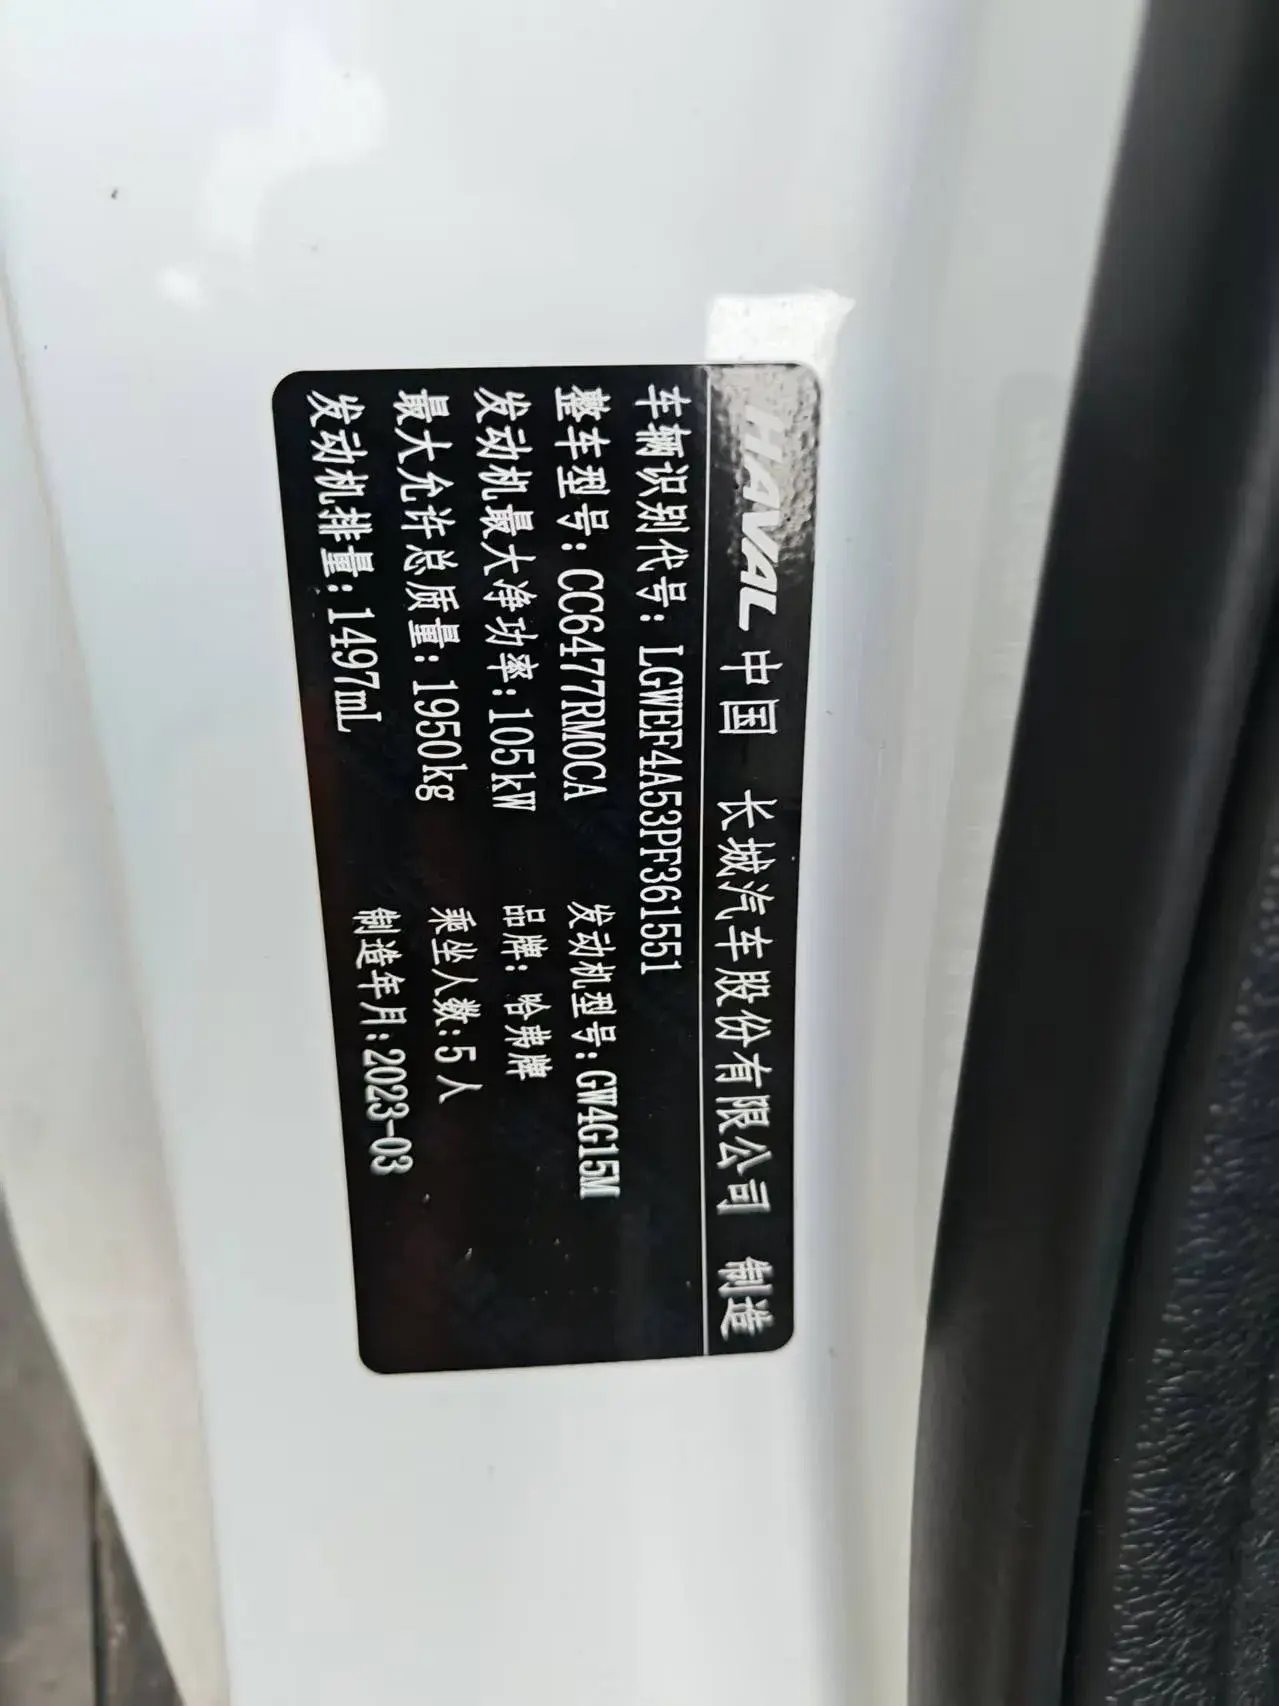 HAVAL 中国 长城汽车股份有限公司 制造
车辆识别代号：LGWEF4A53PF361551
整车型号：CC6477RM0CA 发动机型号：GW4G15M
发动机最大净功率：105kW 品牌：哈弗牌
最大允许总质量：1950kg 乘坐人数：5人
发动机排量：1497mL 制造年月：2023-03